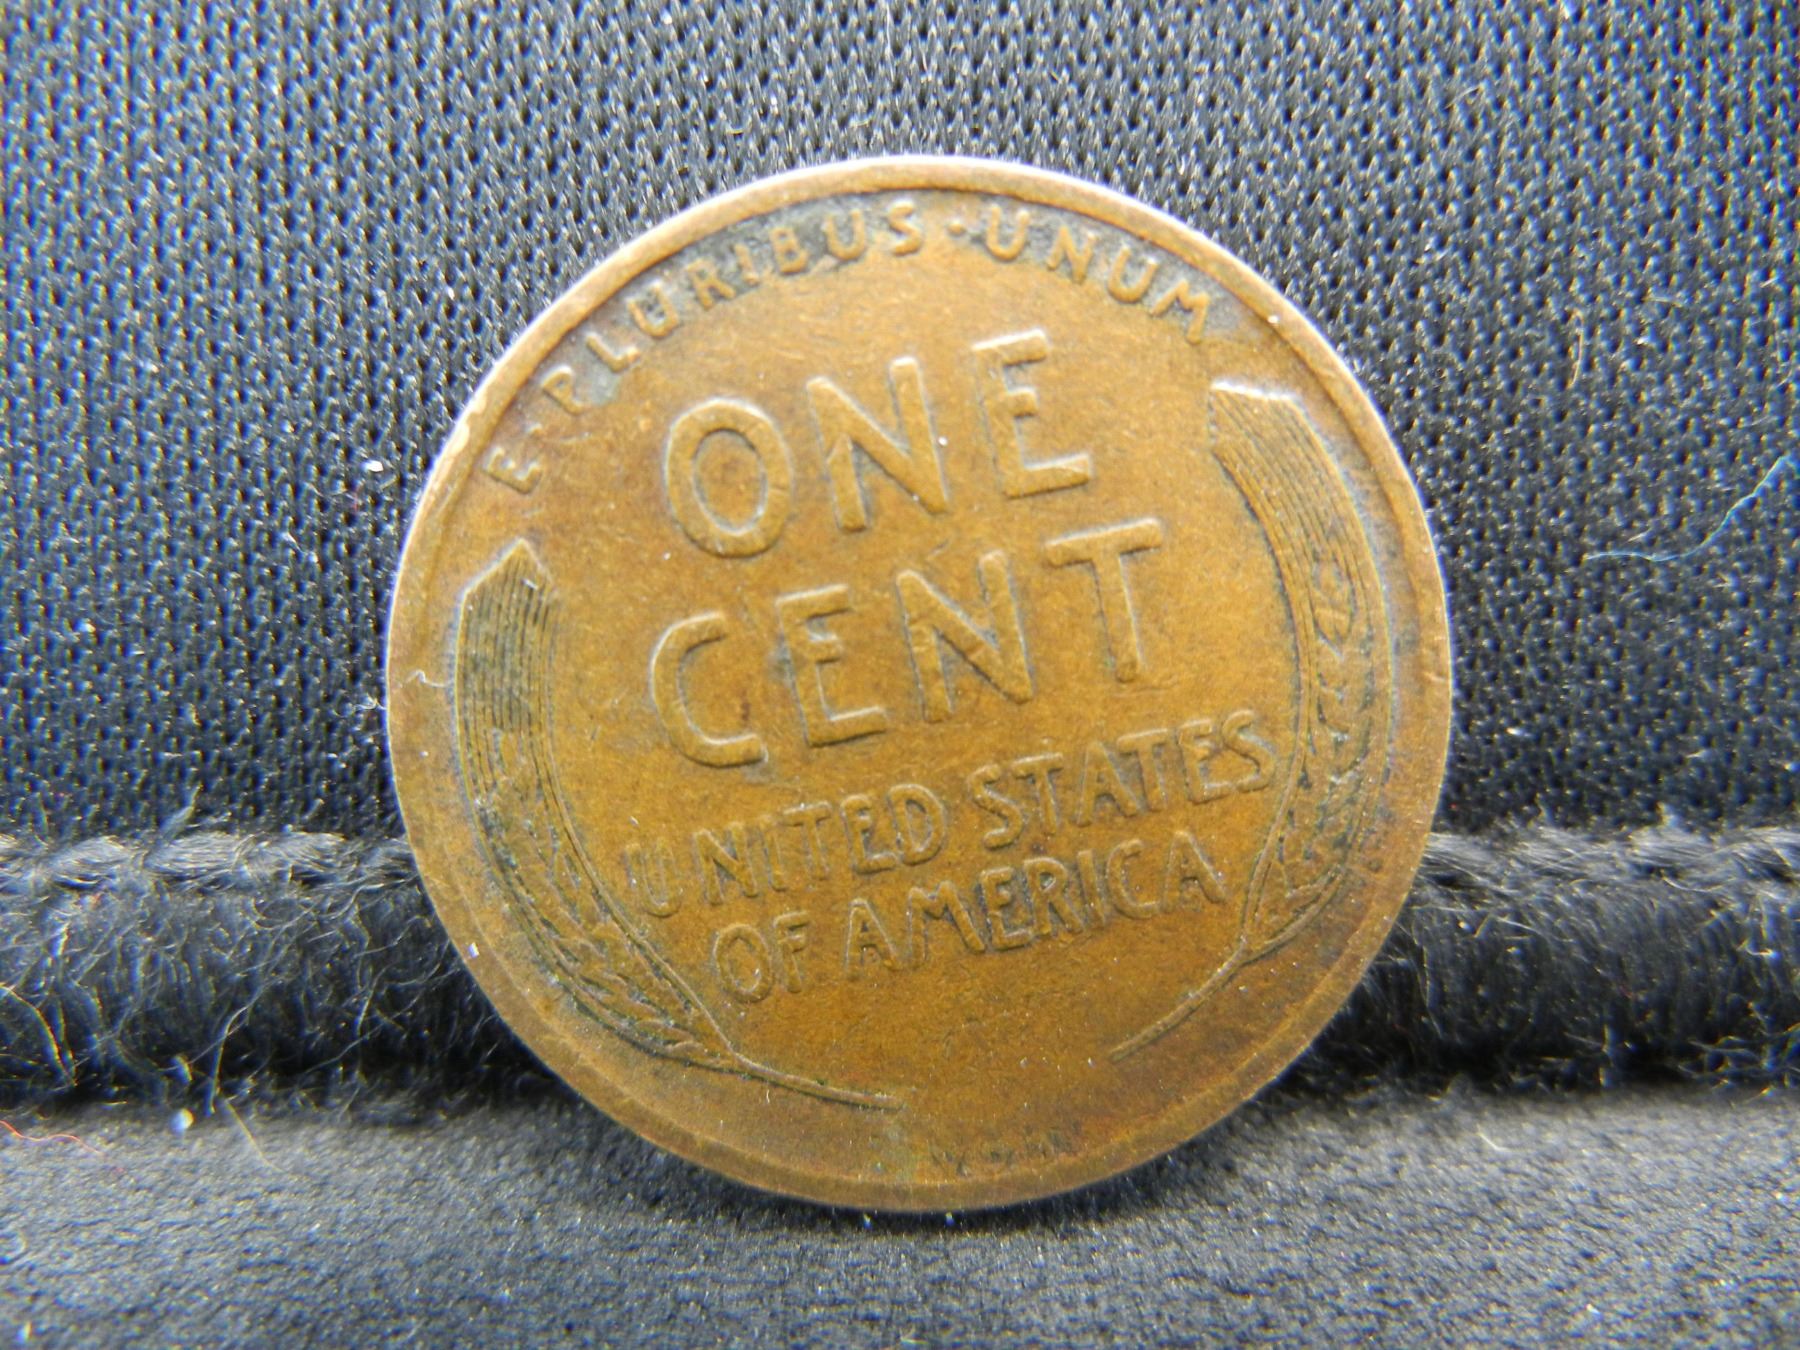 E·PLURIBUS·UNUM
ONE
CENT
UNITED STATES
OF AMERICA
V.D.B.